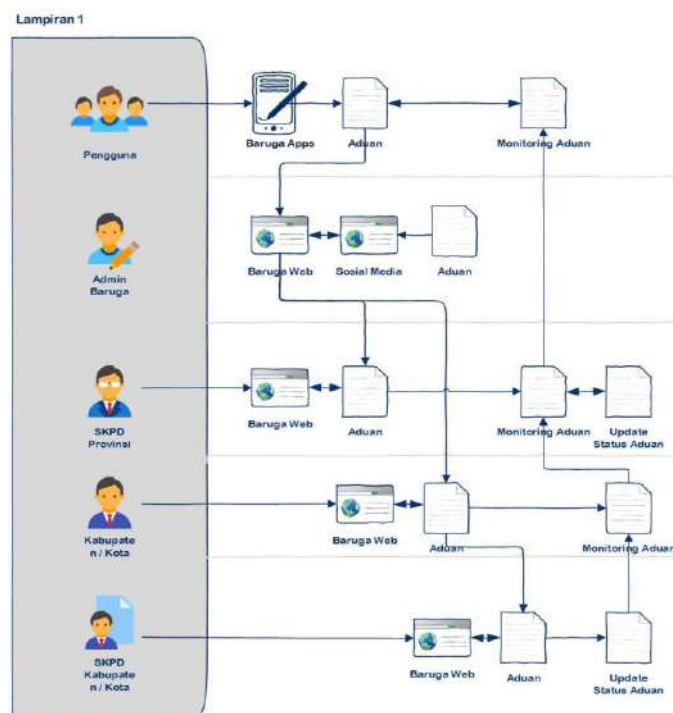 Lampiran 1
Pengguna
Baruga Apps
Aduan
Monitoring Aduan
Admin
Baruga
Baruga Web
Sosial Media
Aduan
SKPD
Provinsi
Baruga Web
Aduan
Monitoring Aduan
Update
Status Aduan
Kabupate
n / Kota
Baruga Web
Aduan
Monitoring Aduan
SKPD
Kabupate
n / Kota
Baruga Web
Aduan
Update
Status Aduan